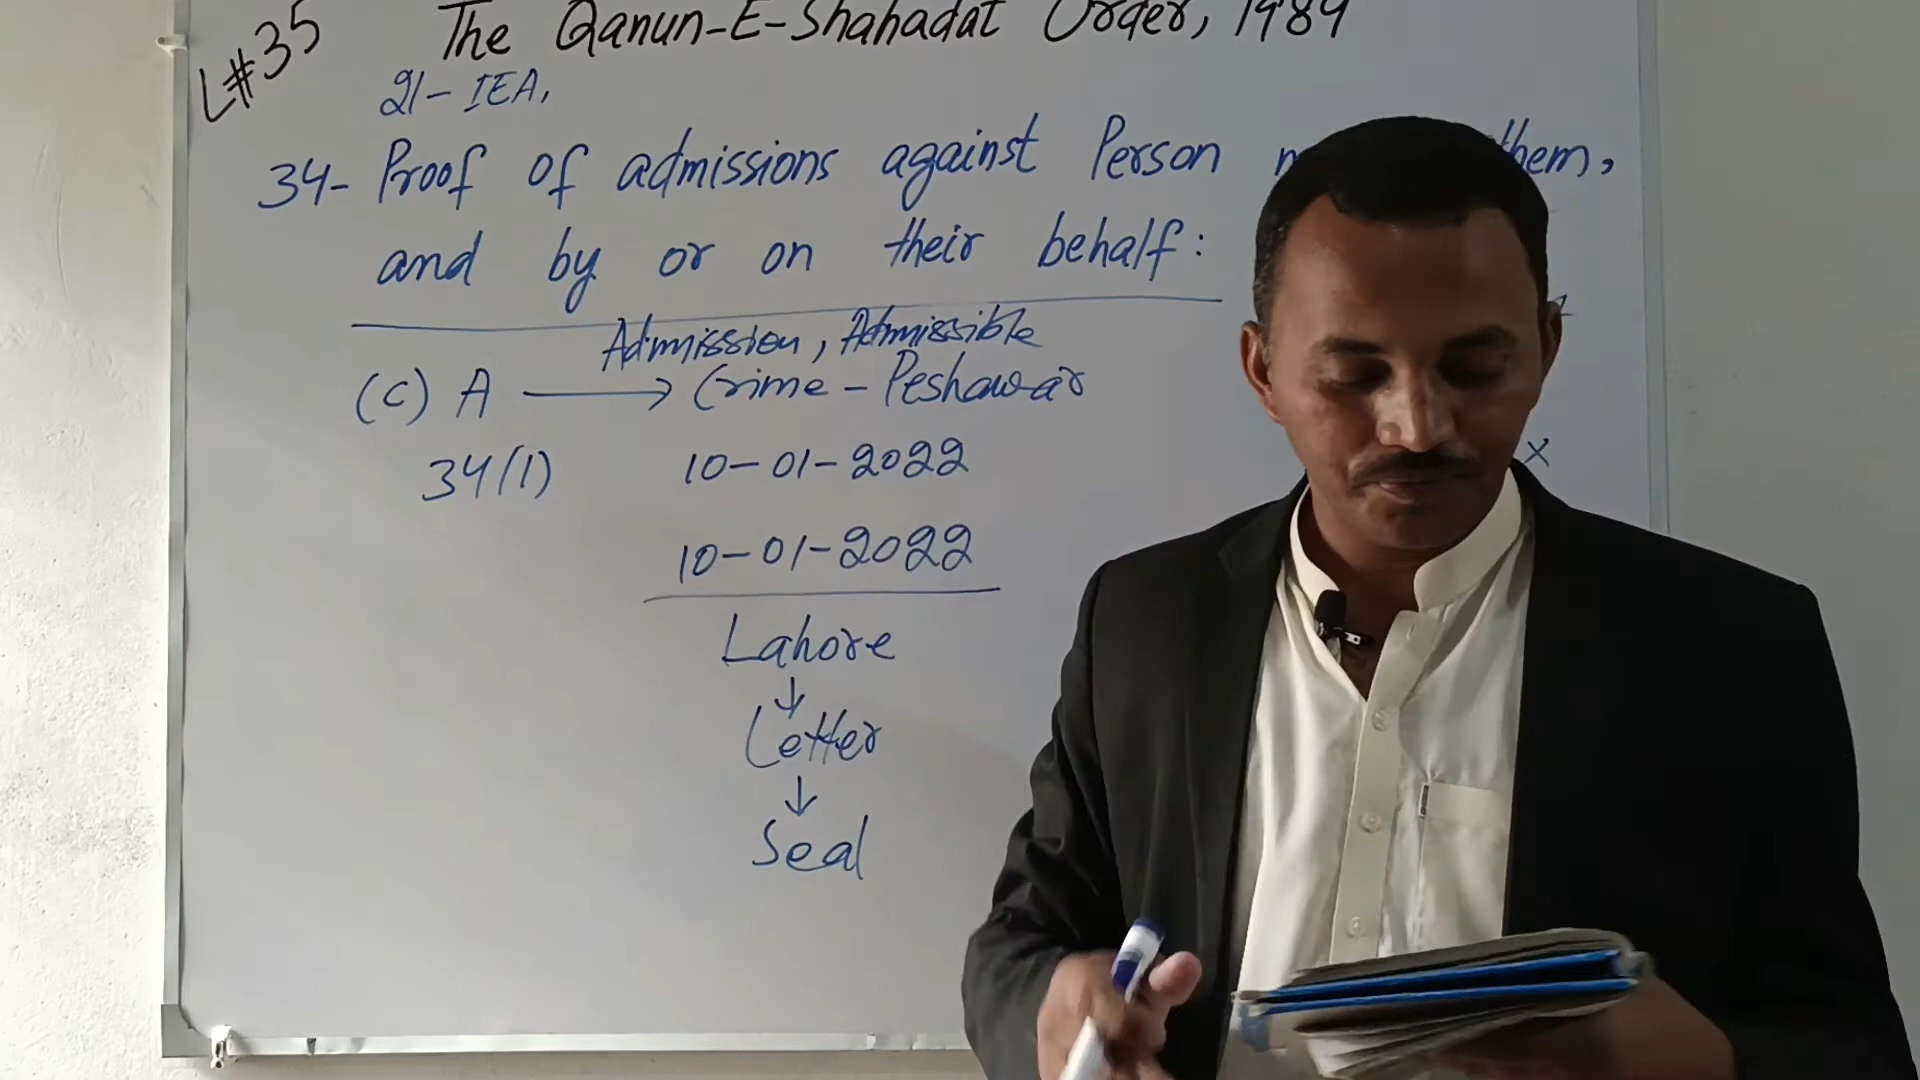 L#35
The Qanun-E-Shahadat Order, 1984
21- IEA,
34- Proof of admissions against Person them,
and by or on their behalf:
Admission, Admissible
(C) A → Crime - Peshawar
34(1) 10-01-2022 x
10-01-2022
Lahore
↓
Letter
↓
Seal